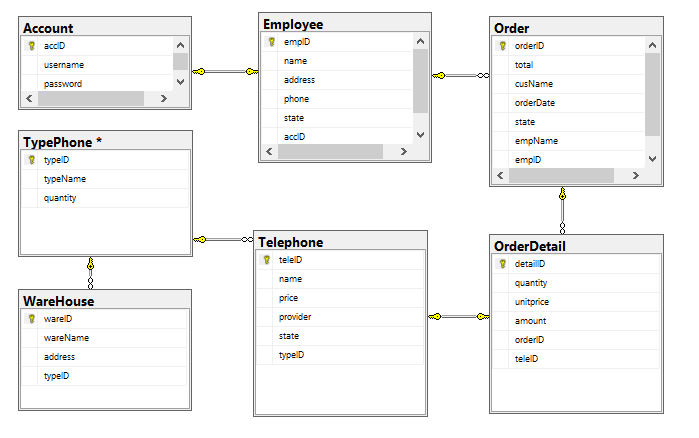 Account
accID
username
password
Employee
empID
name
address
phone
state
accID
Order
orderID
total
cusName
orderDate
state
empName
empID
TypePhone *
typeID
typeName
quantity
Telephone
teleID
name
price
provider
state
typeID
OrderDetail
detailID
quantity
unitprice
amount
orderID
teleID
WareHouse
wareID
wareName
address
typeID